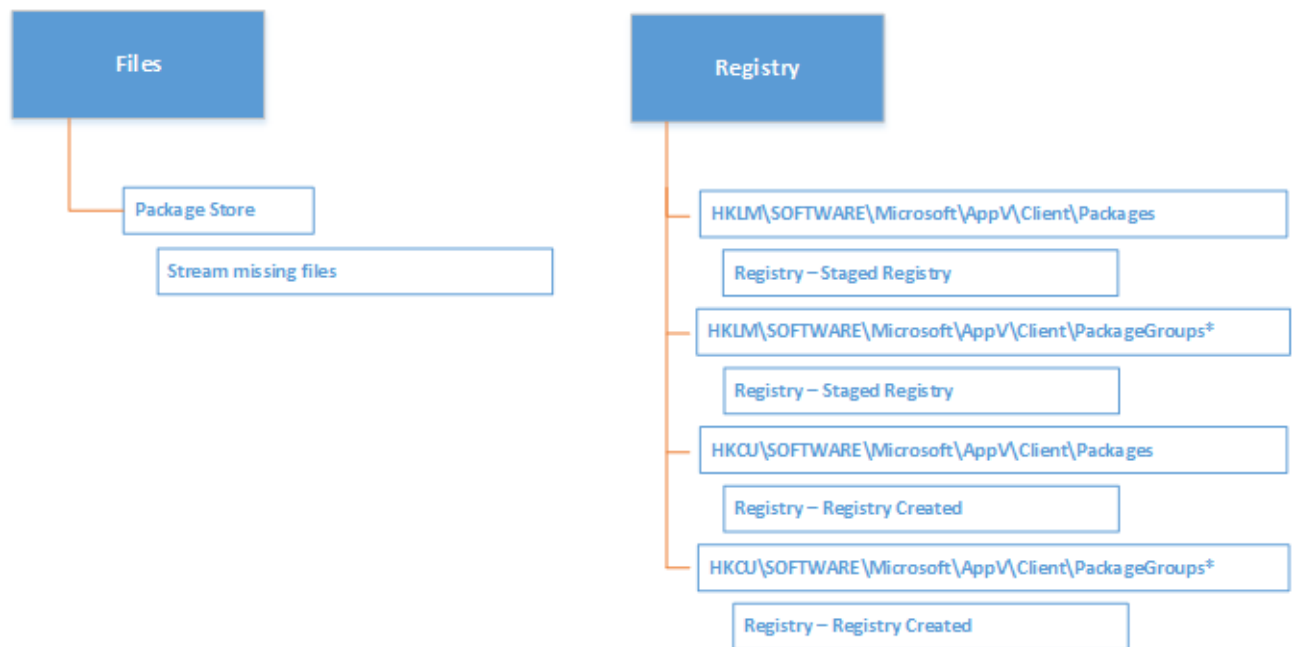 Files
Package Store
Stream missing files
Registry
HKLM\SOFTWARE\Microsoft\AppV\Client\Packages
Registry – Staged Registry
HKLM\SOFTWARE\Microsoft\AppV\Client\PackageGroups*
Registry – Staged Registry
HKCU\SOFTWARE\Microsoft\AppV\Client\Packages
Registry – Registry Created
HKCU\SOFTWARE\Microsoft\AppV\Client\PackageGroups*
Registry – Registry Created